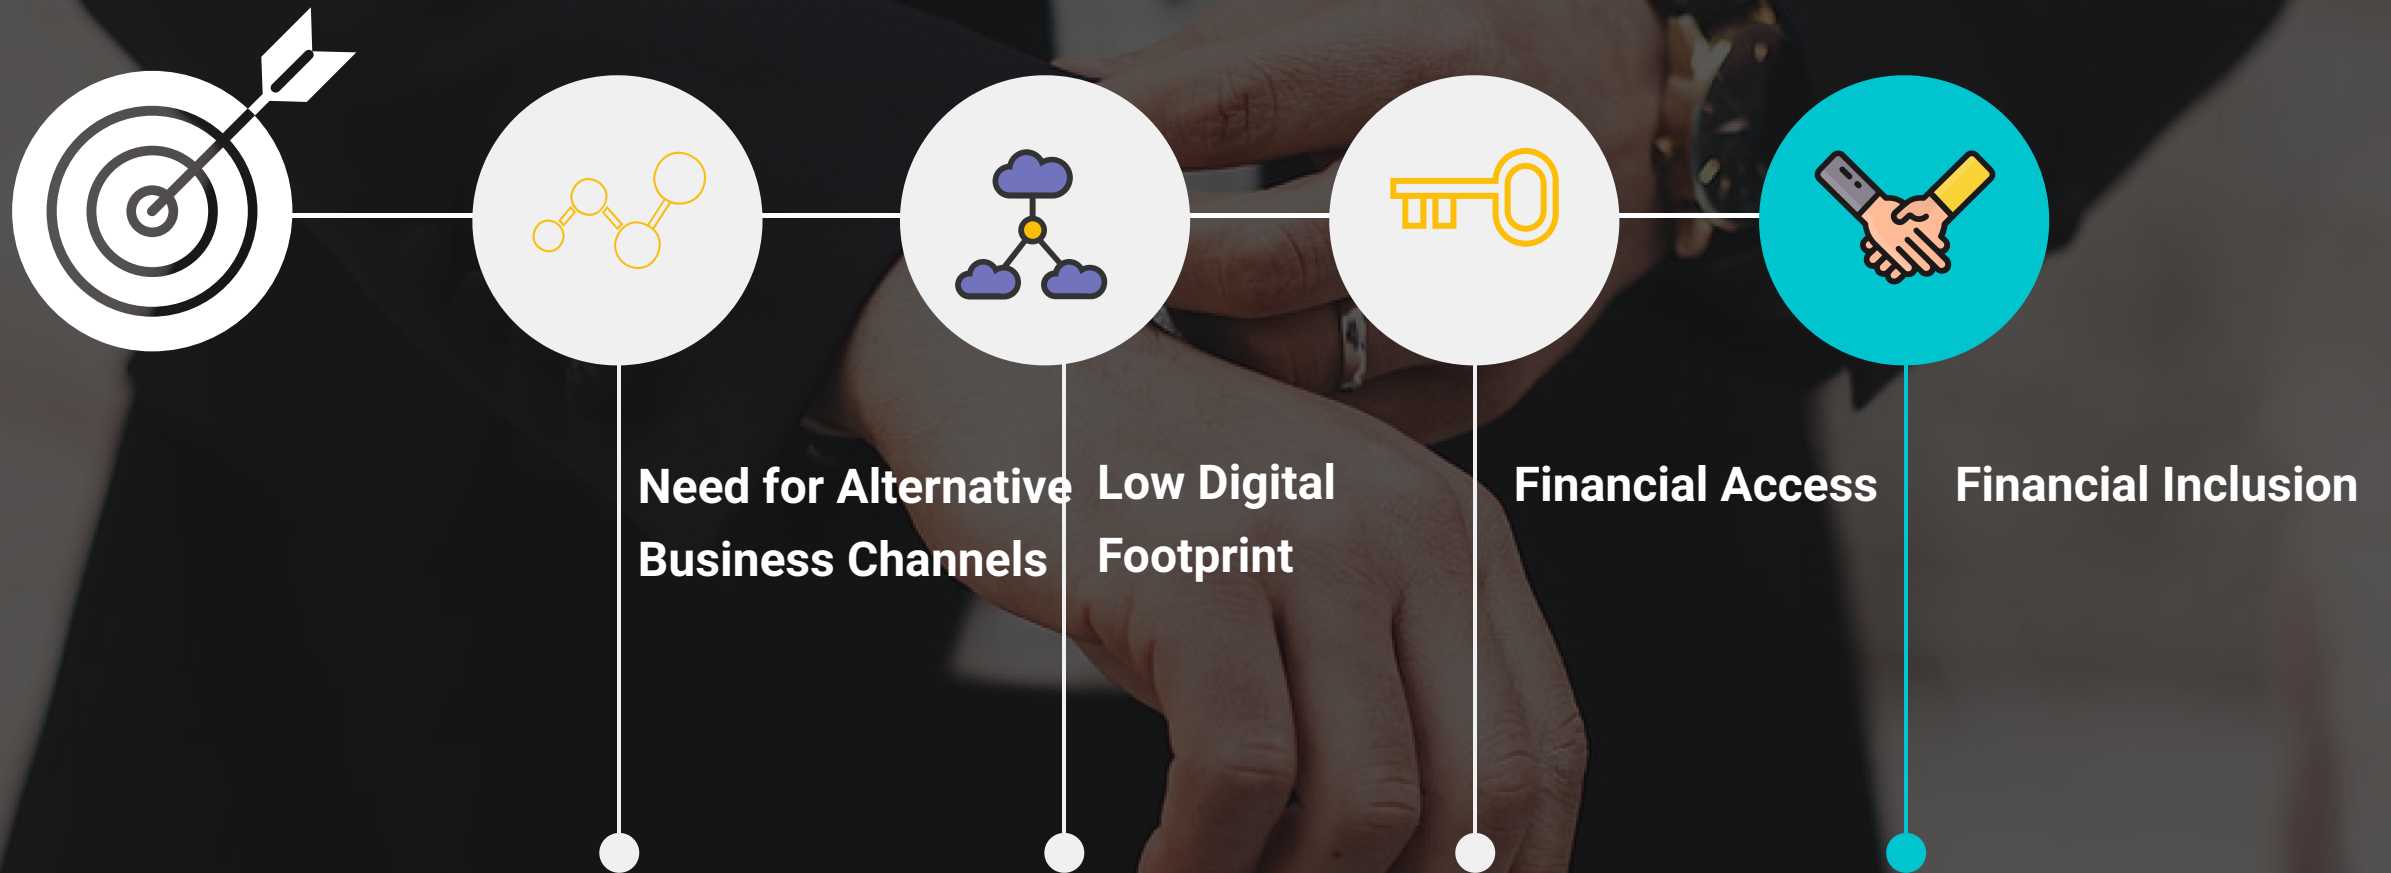 Need for Alternative
Business Channels
Low Digital
Footprint
Financial Access
Financial Inclusion